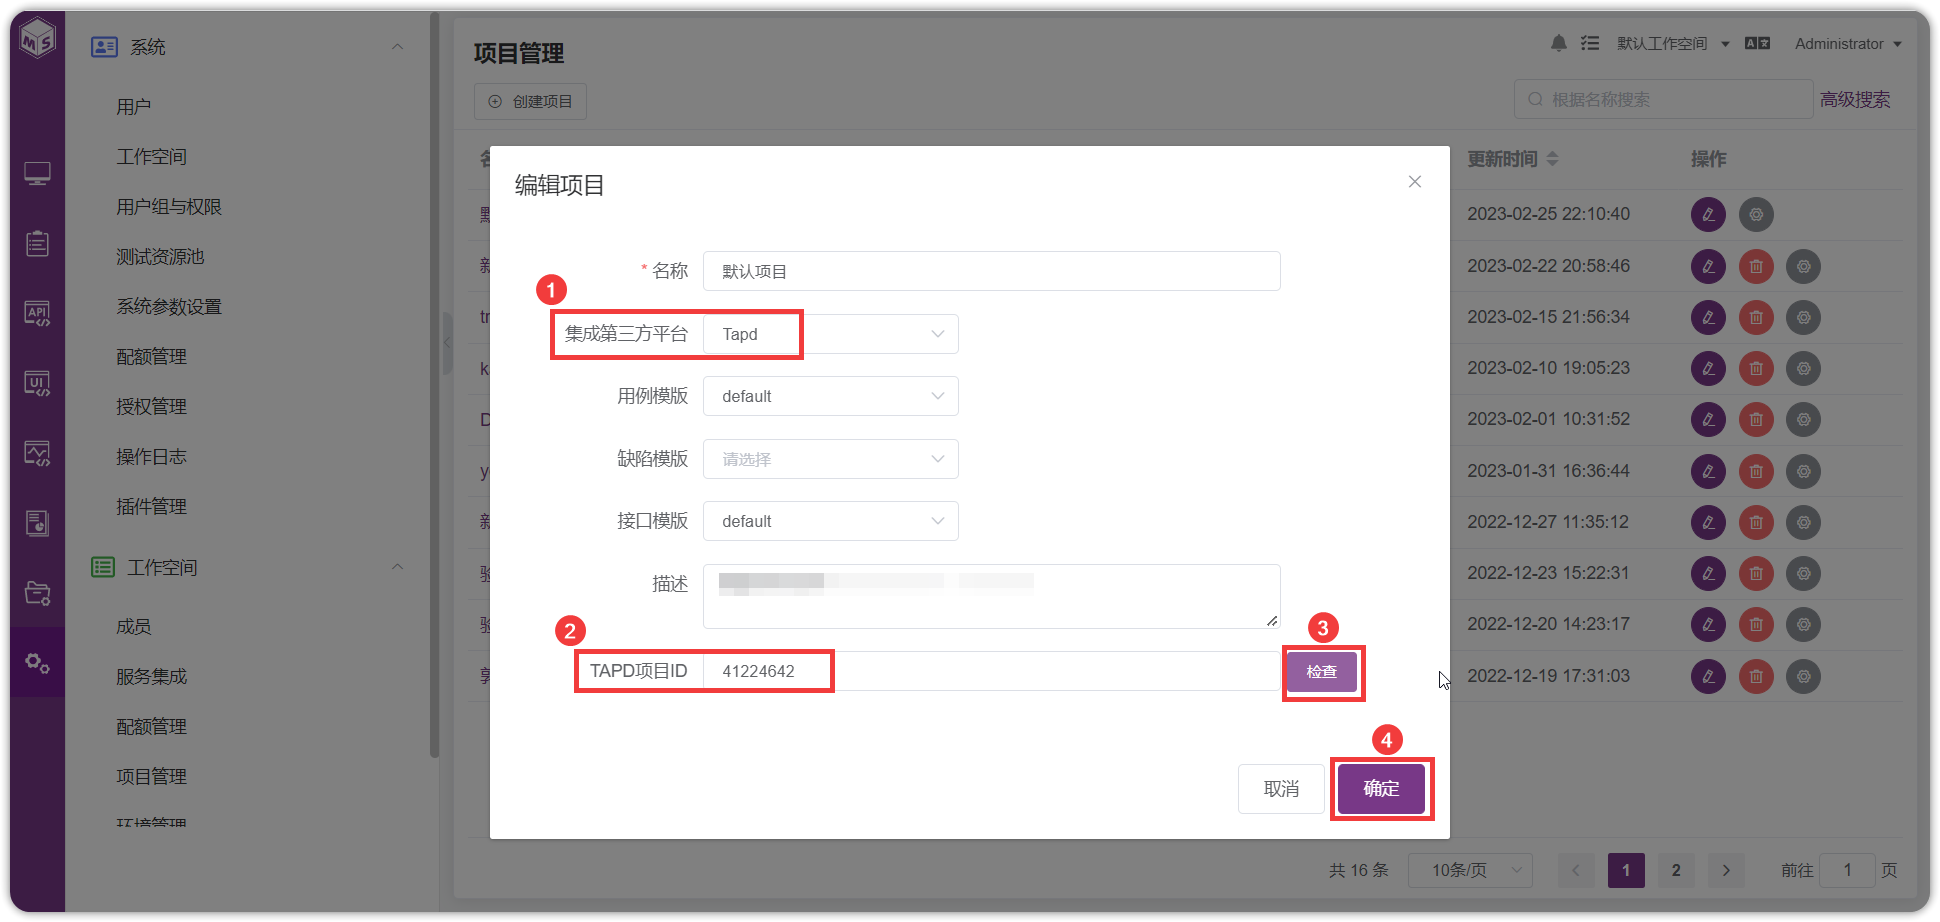 MS
系统
用户
工作空间
用户组与权限
测试资源池
系统参数设置
配额管理
授权管理
操作日志
插件管理
工作空间
成员
服务集成
配额管理
项目管理
环境管理
API
UI
项目管理
默认工作空间
Administrator
创建项目
根据名称搜索
高级搜索
更新时间
操作
2023-02-25 22:10:40
2023-02-22 20:58:46
2023-02-15 21:56:34
2023-02-10 19:05:23
2023-02-01 10:31:52
2023-01-31 16:36:44
2022-12-27 11:35:12
2022-12-23 15:22:31
2022-12-20 14:23:17
2022-12-19 17:31:03
编辑项目
* 名称 默认项目
1
集成第三方平台 Tapd
用例模版 default
缺陷模版 请选择
接口模版 default
描述
2
3
TAPD项目ID 41224642 检查
4
取消 确定
共 16 条 10条/页 1 2 前往 1 页